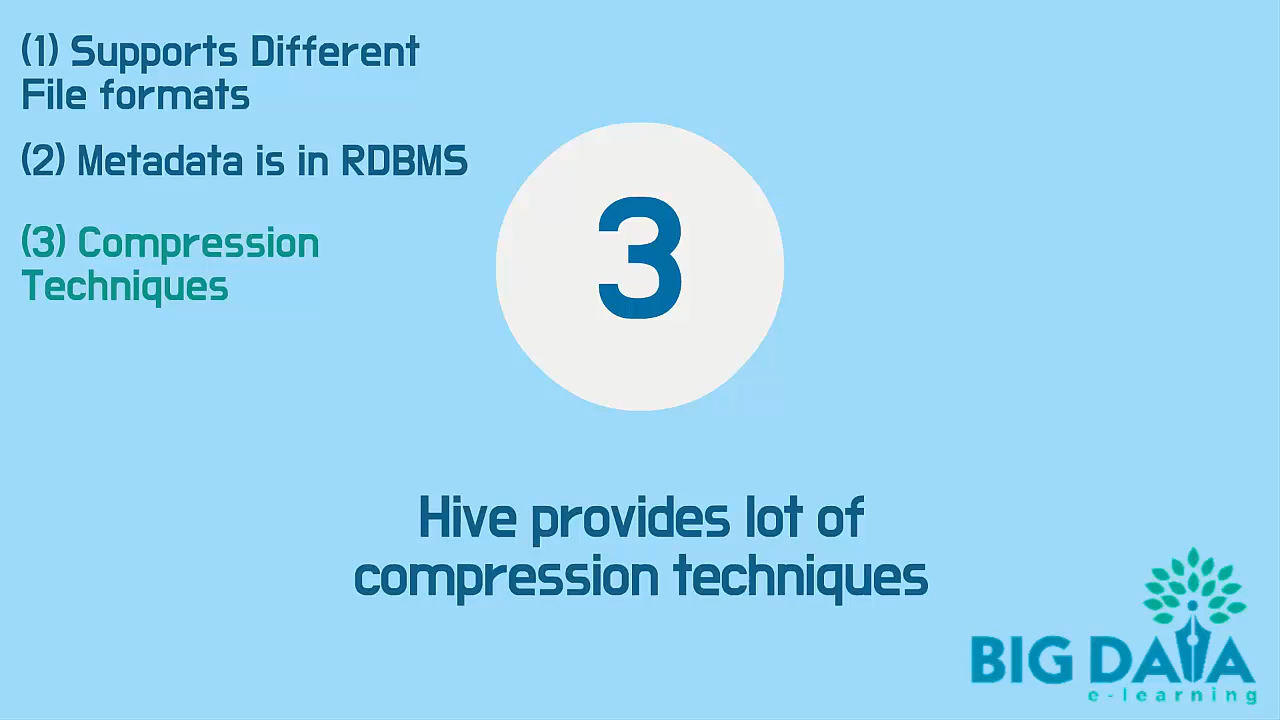 (1) Supports Different
File formats
(2) Metadata is in RDBMS
(3) Compression
Techniques
3
Hive provides lot of
compression techniques
BIG DATA
e-learning